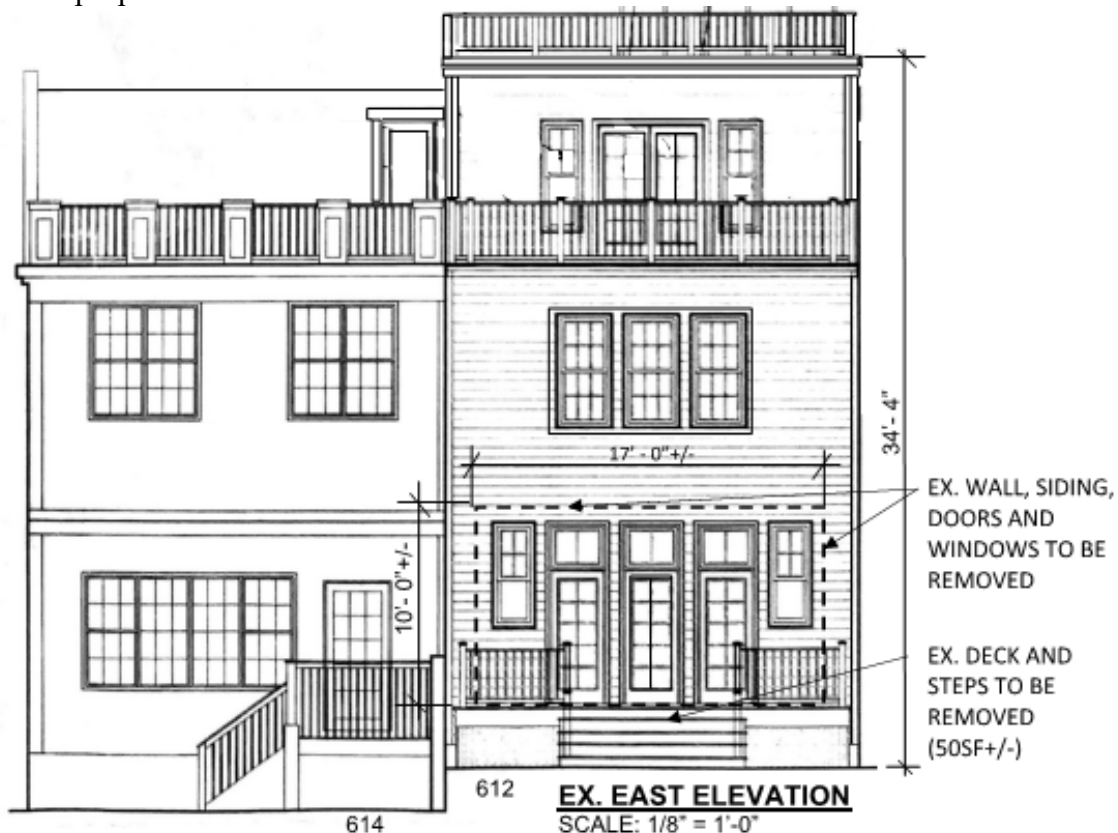 34'- 4"
17' - 0"+/-
10'- 0"+/-
EX. WALL, SIDING,
DOORS AND
WINDOWS TO BE
REMOVED
EX. DECK AND
STEPS TO BE
REMOVED
(50SF+/-)
612
EX. EAST ELEVATION
614
SCALE: 1/8" = 1'-0"